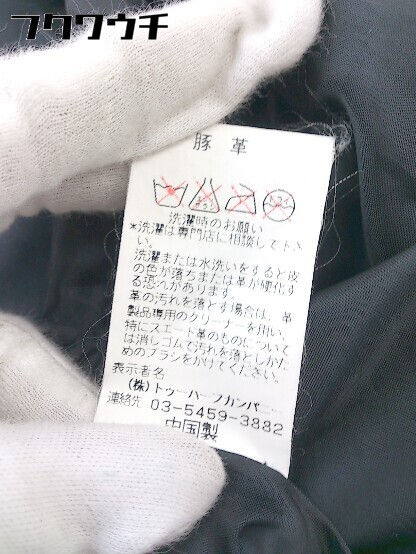 フクワウチ
豚革
洗濯時のお願い
*洗濯は専門店に相談して下さ
い。
洗濯または水洗いをすると皮
の色が落ちまたは革が硬化す
る恐れがあります。
革の汚れを落とす場合は、革
製品専用のクリーナーを用い、
特にスエード革のものについて
は消しゴムで汚れを落としかた
めのブラシをかけてください。
表示者名
(株)トゥーハーフカンパニー
連絡先 03-5459-3882
中国製